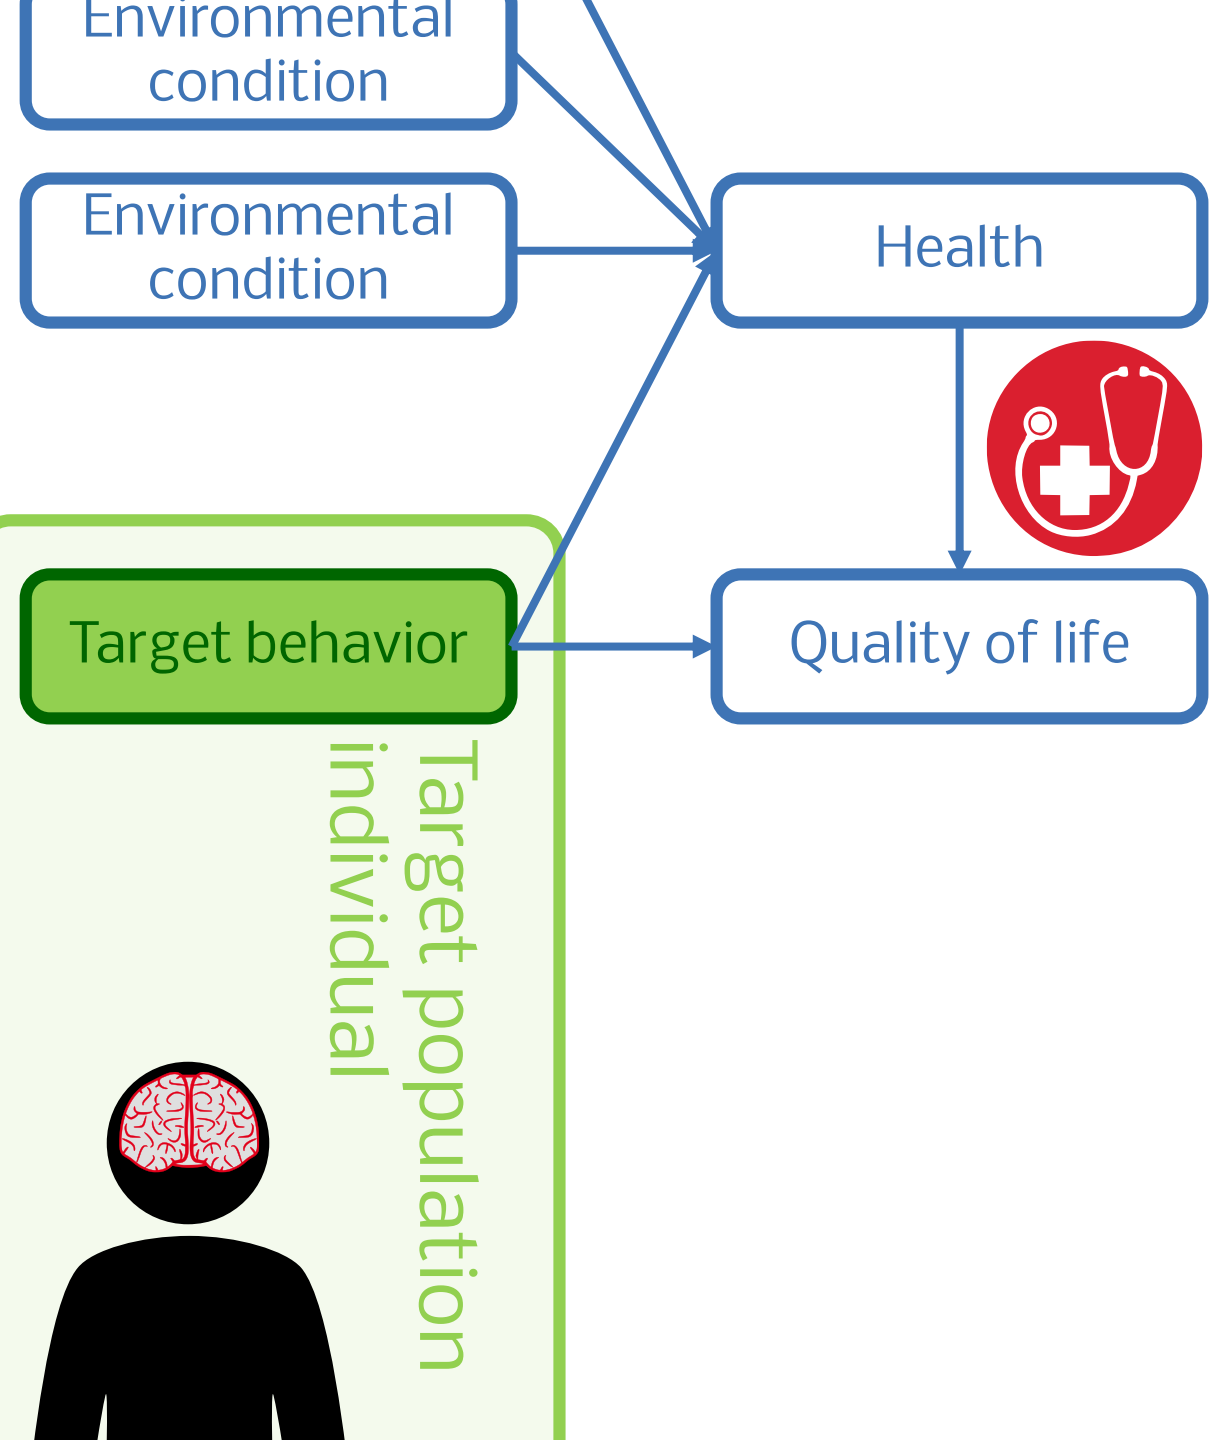 Environmental
condition
Environmental
condition
Health
Target behavior
Quality of life
Target population
individual